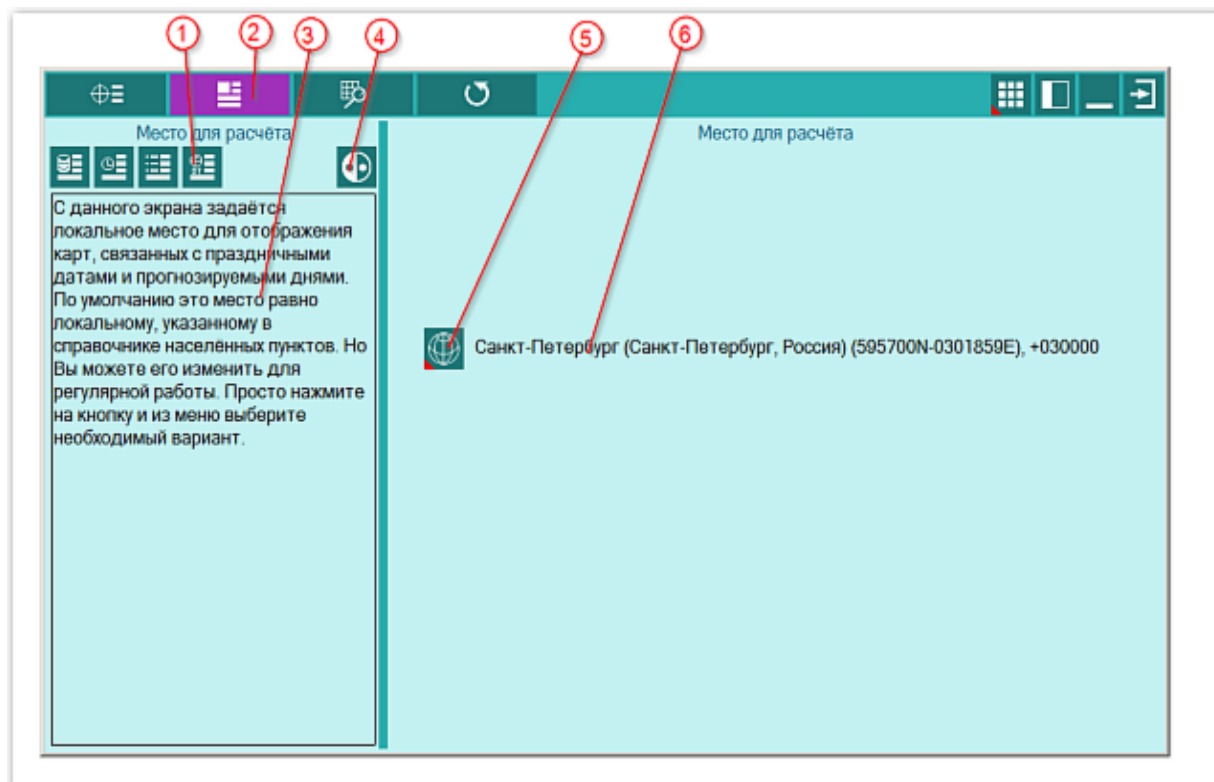 1 2 3 4 5 6
Место для расчёта
Место для расчёта
С данного экрана задаётся
локальное место для отображения
карт, связанных с праздничными
датами и прогнозируемыми днями.
По умолчанию это место равно
локальному, указанному в
справочнике населённых пунктов. Но
Вы можете его изменить для
регулярной работы. Просто нажмите
на кнопку и из меню выберите
необходимый вариант.
Санкт-Петербург (Санкт-Петербург, Россия) (595700N-0301859E), +030000